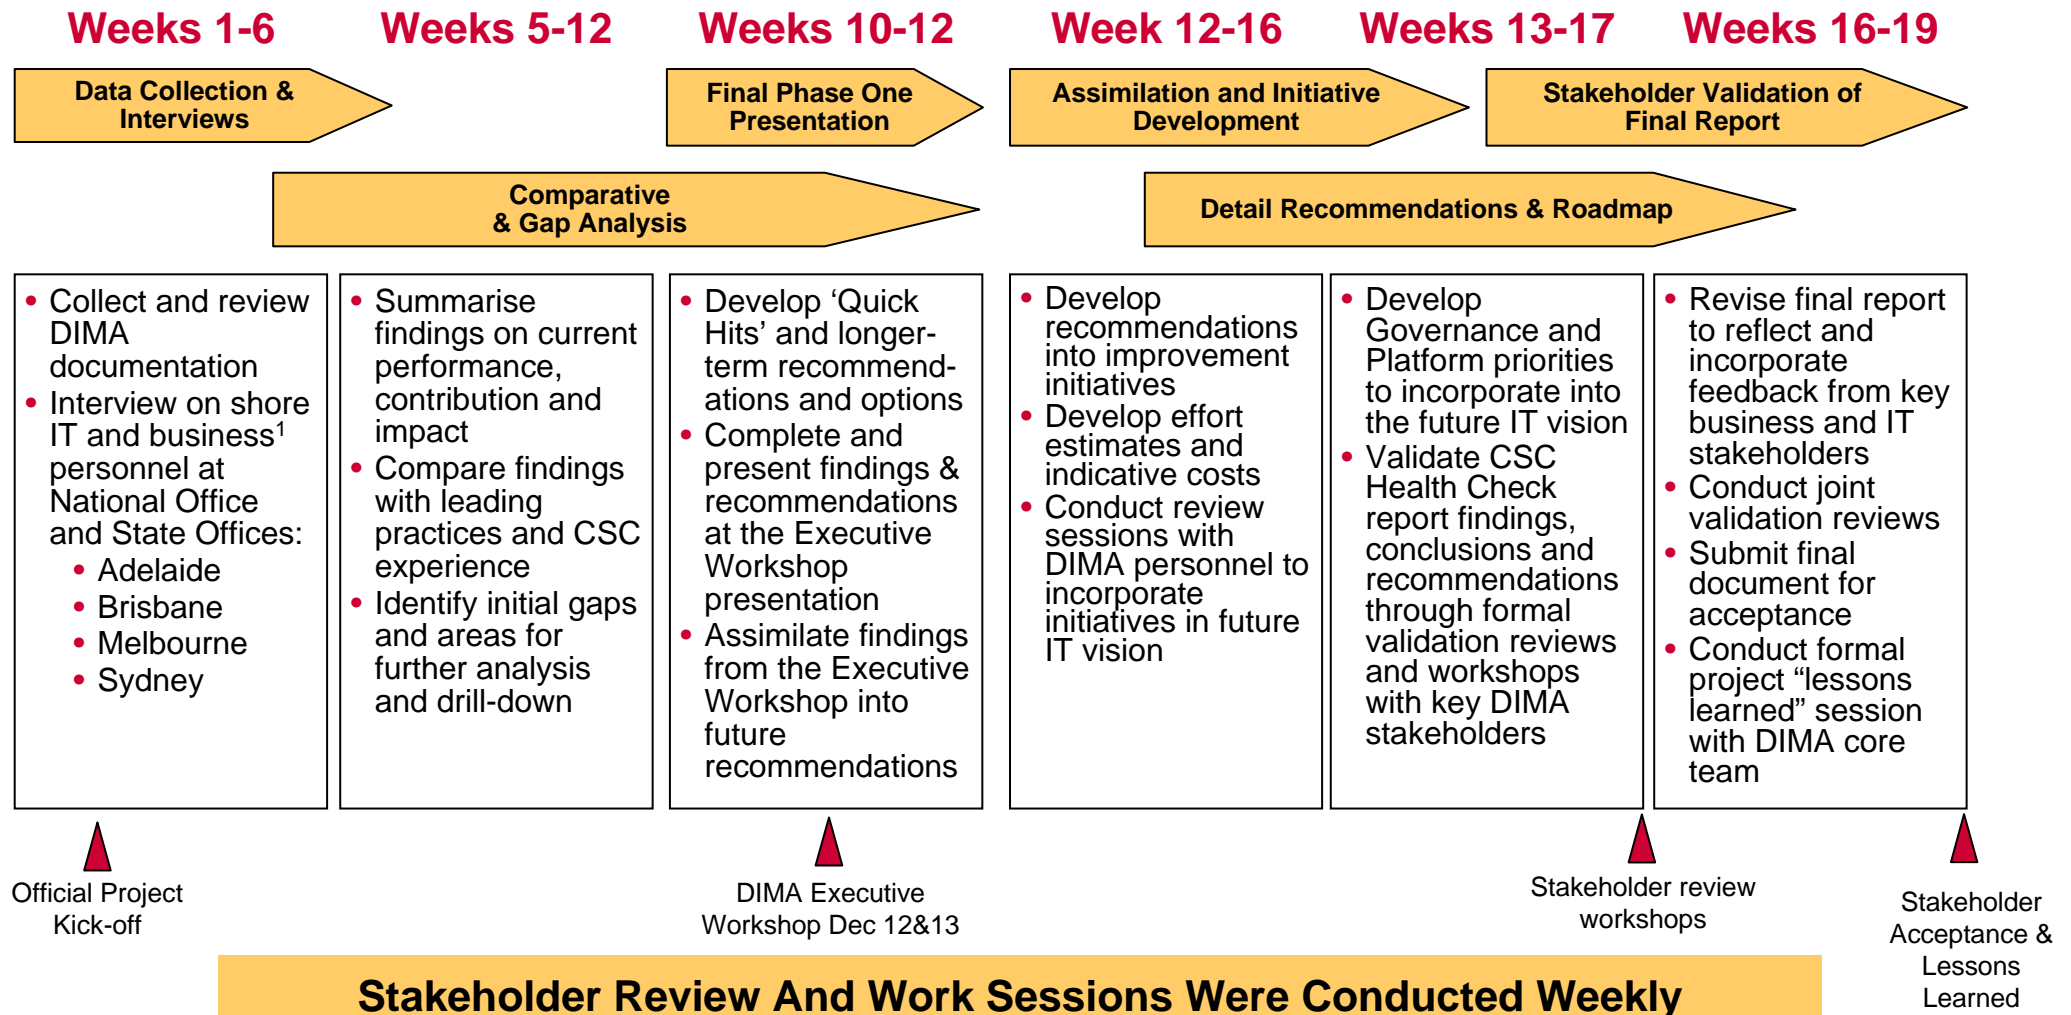 Weeks 1-6
Weeks 5-12
Weeks 10-12
Week 12-16
Weeks 13-17
Weeks 16-19
Data Collection &
Interviews
Final Phase One
Presentation
Assimilation and Initiative
Development
Stakeholder Validation of
Final Report
Comparative
& Gap Analysis
Detail Recommendations & Roadmap
• Collect and review
DIMA
documentation
• Interview on shore
IT and business¹
personnel at
National Office
and State Offices:
• Adelaide
• Brisbane
• Melbourne
• Sydney
• Summarise
findings on current
performance,
contribution and
impact
• Compare findings
with leading
practices and CSC
experience
• Identify initial gaps
and areas for
further analysis
and drill-down
• Develop ‘Quick
Hits’ and longer-
term recommend-
ations and options
• Complete and
present findings &
recommendations
at the Executive
Workshop
presentation
• Assimilate findings
from the Executive
Workshop into
future
recommendations
• Develop
recommendations
into improvement
initiatives
• Develop effort
estimates and
indicative costs
• Conduct review
sessions with
DIMA personnel to
incorporate
initiatives in future
IT vision
• Develop
Governance and
Platform priorities
to incorporate into
the future IT vision
• Validate CSC
Health Check
report findings,
conclusions and
recommendations
through formal
validation reviews
and workshops
with key DIMA
stakeholders
• Revise final report
to reflect and
incorporate
feedback from key
business and IT
stakeholders
• Conduct joint
validation reviews
• Submit final
document for
acceptance
• Conduct formal
project “lessons
learned” session
with DIMA core
team
Official Project
Kick-off
DIMA Executive
Workshop Dec 12&13
Stakeholder review
workshops
Stakeholder
Acceptance &
Lessons
Learned
Stakeholder Review And Work Sessions Were Conducted Weekly